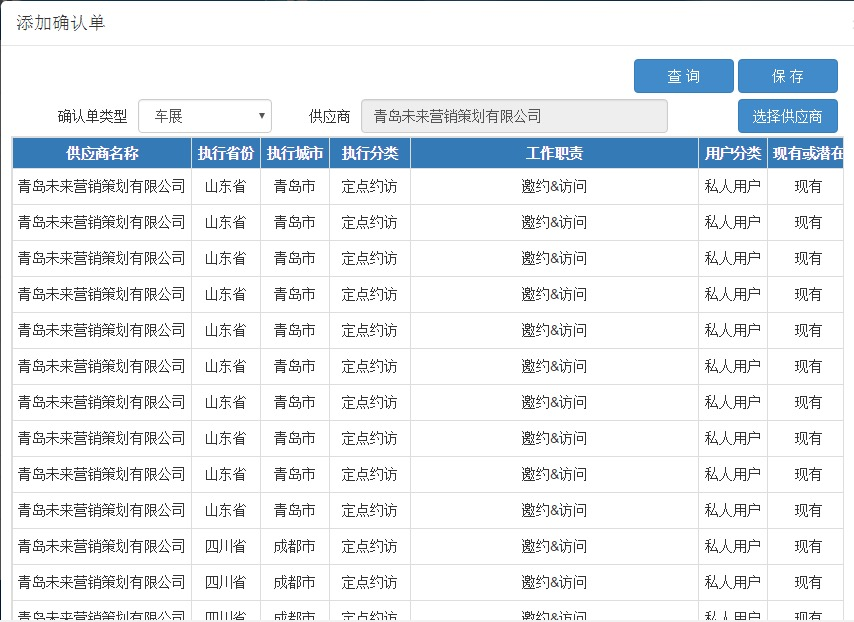 添加确认单
查 询 保 存
确认单类型 车展 供应商 青岛未来营销策划有限公司 选择供应商
供应商名称 执行省份 执行城市 执行分类 工作职责 用户分类 现有或潜在
青岛未来营销策划有限公司 山东省 青岛市 定点约访 邀约&访问 私人用户 现有
青岛未来营销策划有限公司 山东省 青岛市 定点约访 邀约&访问 私人用户 现有
青岛未来营销策划有限公司 山东省 青岛市 定点约访 邀约&访问 私人用户 现有
青岛未来营销策划有限公司 山东省 青岛市 定点约访 邀约&访问 私人用户 现有
青岛未来营销策划有限公司 山东省 青岛市 定点约访 邀约&访问 私人用户 现有
青岛未来营销策划有限公司 山东省 青岛市 定点约访 邀约&访问 私人用户 现有
青岛未来营销策划有限公司 山东省 青岛市 定点约访 邀约&访问 私人用户 现有
青岛未来营销策划有限公司 山东省 青岛市 定点约访 邀约&访问 私人用户 现有
青岛未来营销策划有限公司 山东省 青岛市 定点约访 邀约&访问 私人用户 现有
青岛未来营销策划有限公司 山东省 青岛市 定点约访 邀约&访问 私人用户 现有
青岛未来营销策划有限公司 四川省 成都市 定点约访 邀约&访问 私人用户 现有
青岛未来营销策划有限公司 四川省 成都市 定点约访 邀约&访问 私人用户 现有
青岛未来营销策划有限公司 四川省 成都市 定点约访 邀约&访问 私人用户 现有